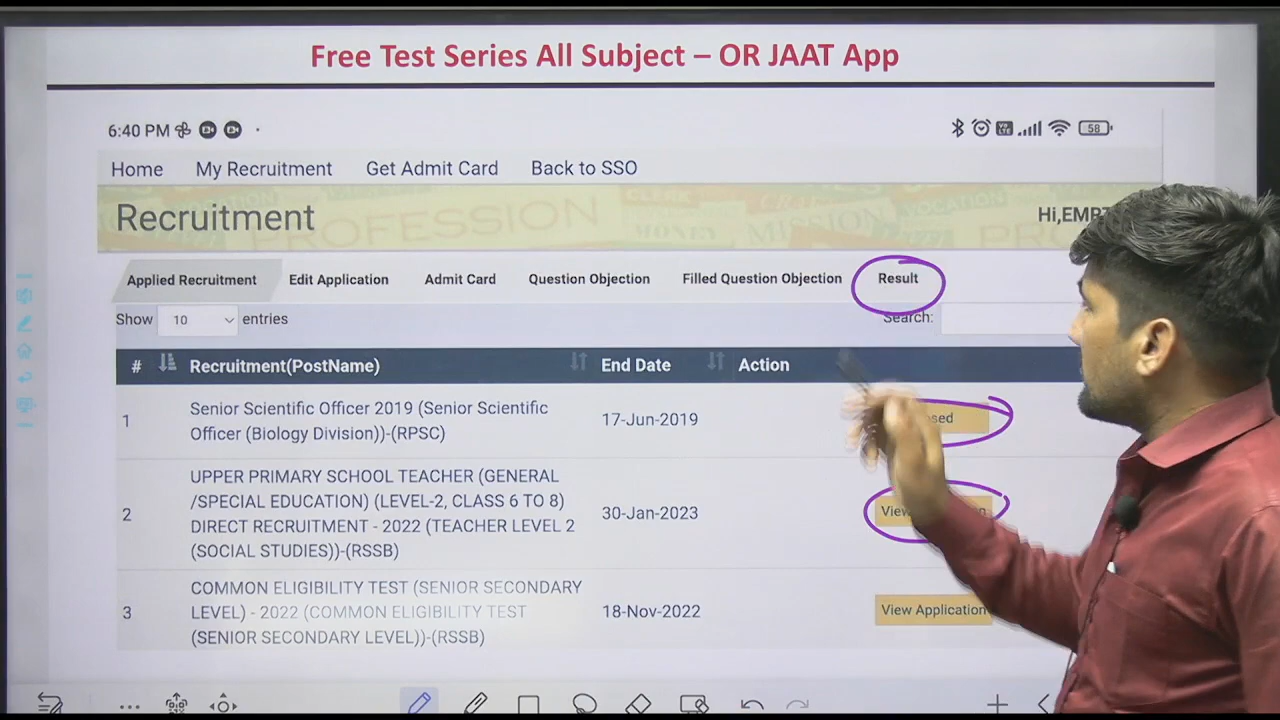 Free Test Series All Subject – OR JAAT App
6:40 PM
58
Home My Recruitment Get Admit Card Back to SSO
Recruitment
PROFESSION
MONEY
MISSION
VOCATION
Hi,
Applied Recruitment Edit Application Admit Card Question Objection Filled Question Objection Result
Show 10 entries Search:
# Recruitment(PostName) End Date Action
1 Senior Scientific Officer 2019 (Senior Scientific Officer (Biology Division))-(RPSC) 17-Jun-2019
2 UPPER PRIMARY SCHOOL TEACHER (GENERAL /SPECIAL EDUCATION) (LEVEL-2, CLASS 6 TO 8) DIRECT RECRUITMENT - 2022 (TEACHER LEVEL 2 (SOCIAL STUDIES))-(RSSB) 30-Jan-2023 View
3 COMMON ELIGIBILITY TEST (SENIOR SECONDARY LEVEL) - 2022 (COMMON ELIGIBILITY TEST (SENIOR SECONDARY LEVEL))-(RSSB) 18-Nov-2022 View Application